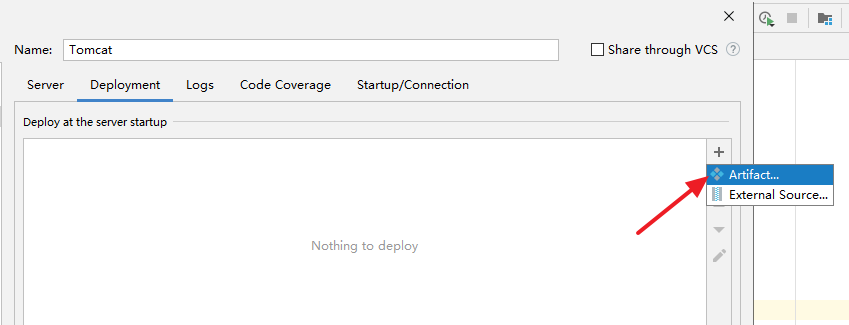 Name: Tomcat Share through VCS ?
Server Deployment Logs Code Coverage Startup/Connection
Deploy at the server startup
Artifact...
External Source...
Nothing to deploy